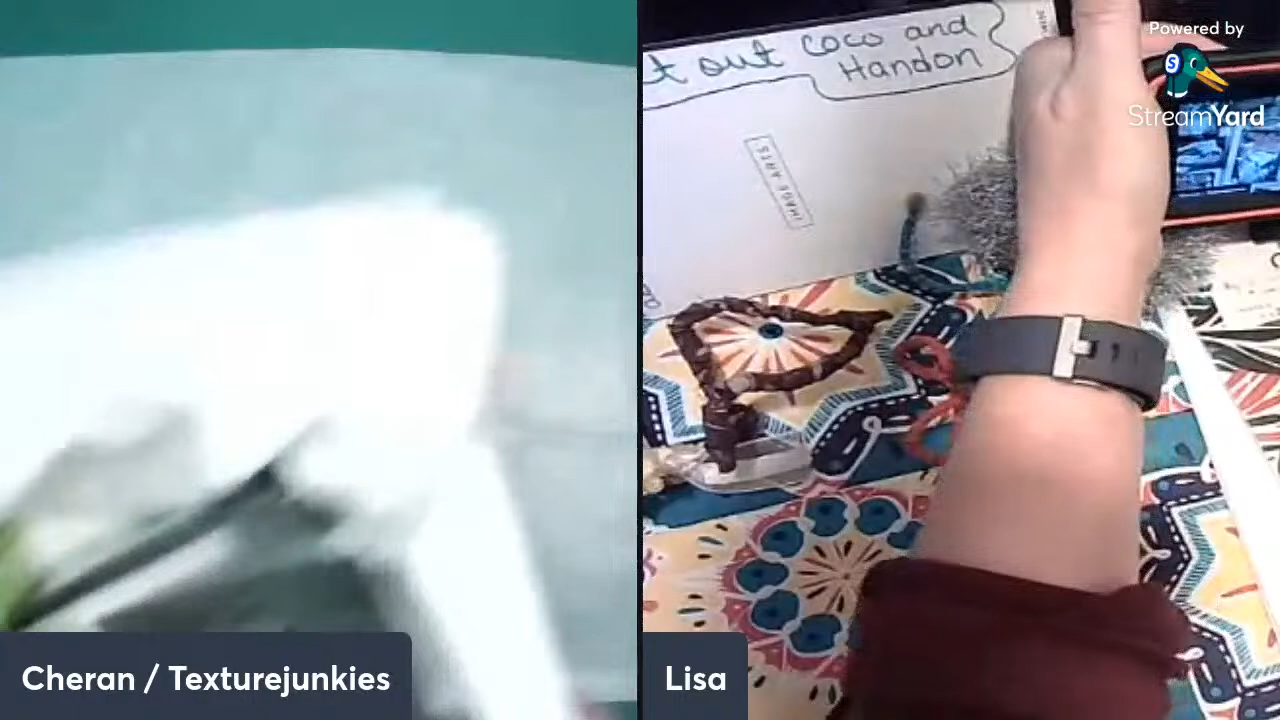 Powered by
StreamYard
t out Coco and
Handon
IMAGE ARTS
Cheran / Texturejunkies
Lisa